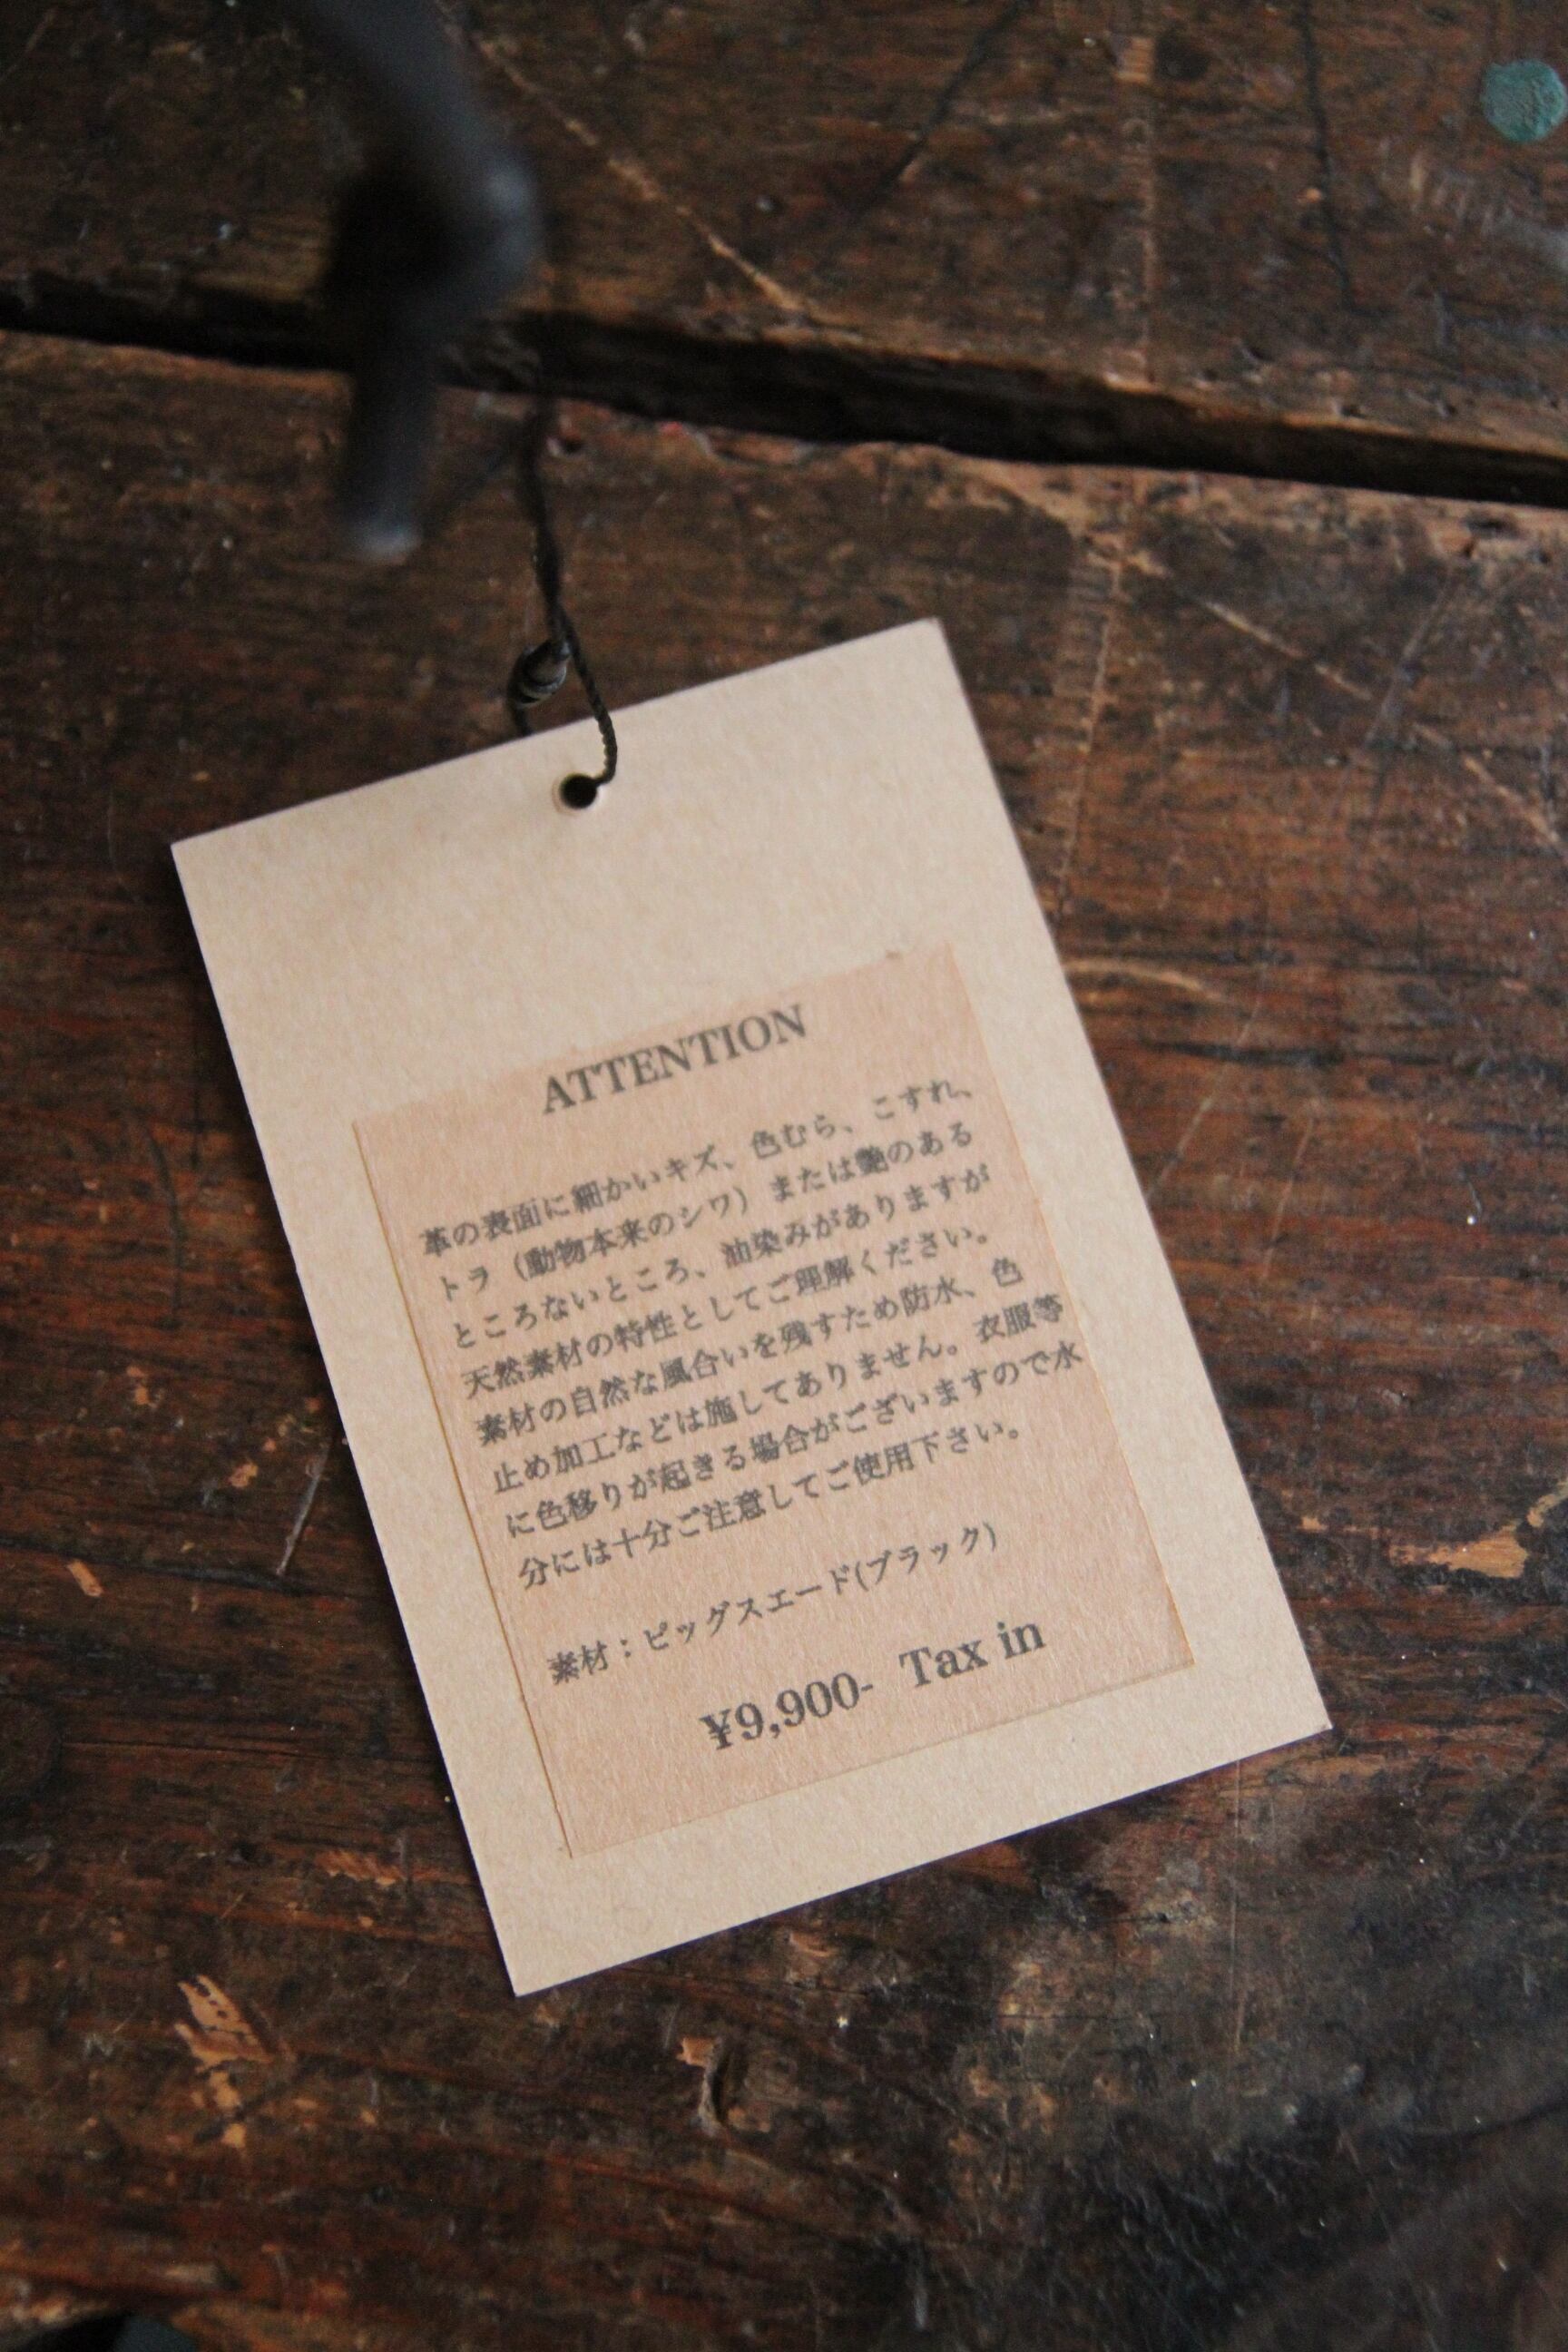 ATTENTION
革の表面に細かいキズ、色むら、こすれ、
トラ（動物本来のシワ）または艶のある
ところないところ、油染みがありますが
天然素材の特性としてご理解ください。
素材の自然な風合いを残すため防水、色
止め加工などは施してありません。衣服等
に色移りが起きる場合がございますので水
分には十分ご注意してご使用下さい。
素材：ピッグスエード(ブラック)
¥9,900- Tax in